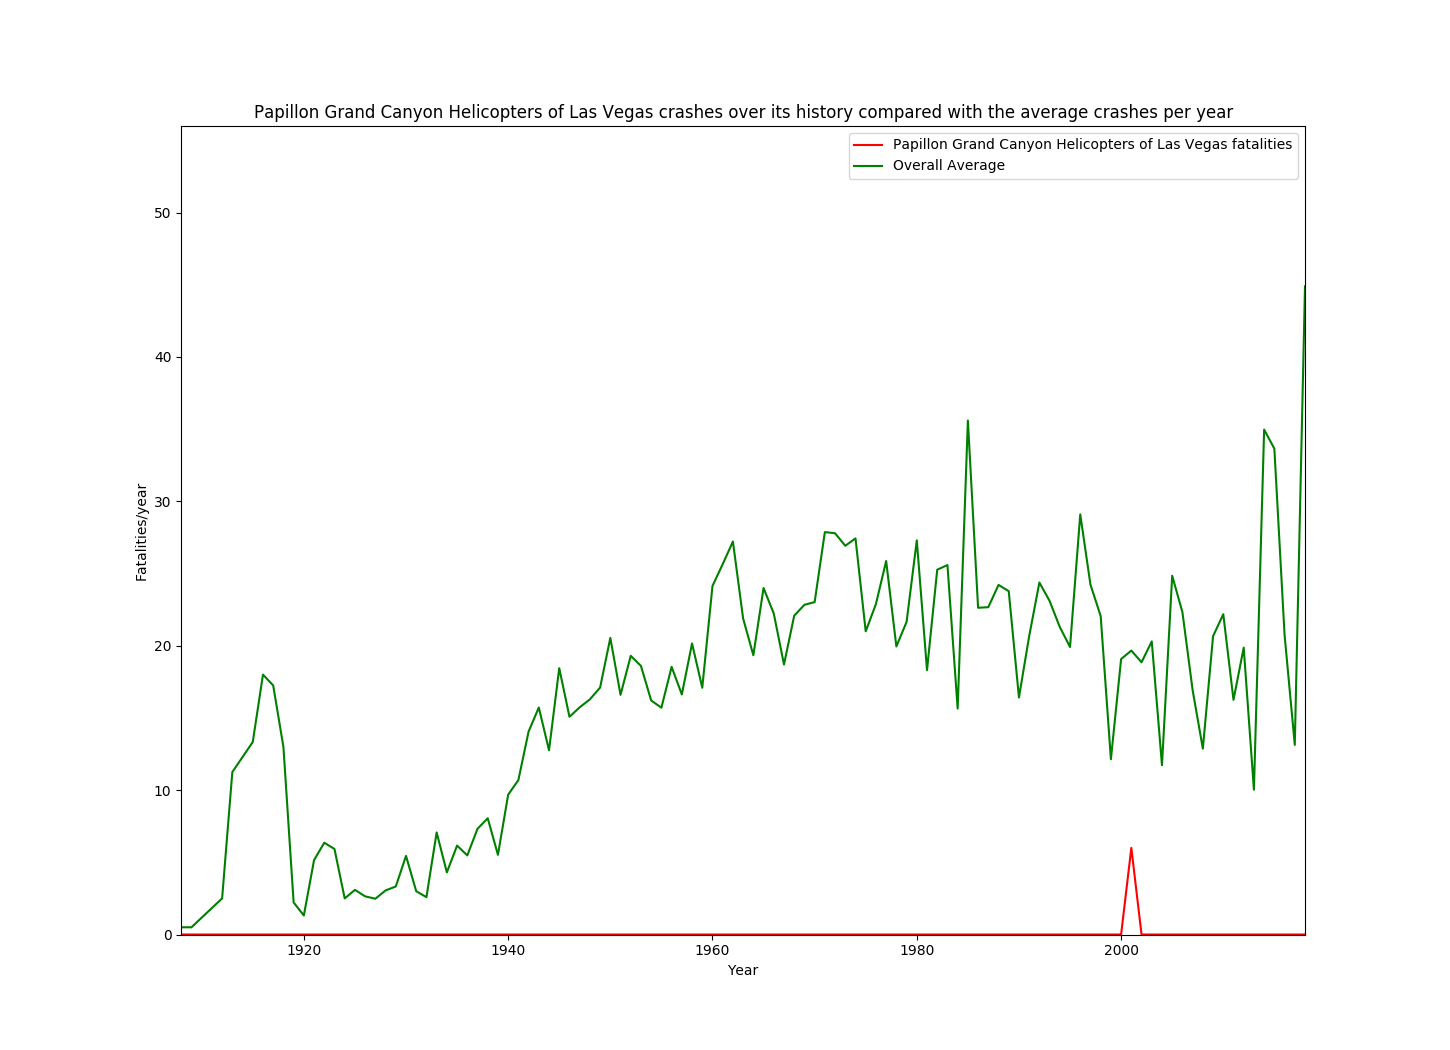 Papillon Grand Canyon Helicopters of Las Vegas crashes over its history compared with the average crashes per year
Papillon Grand Canyon Helicopters of Las Vegas fatalities
Overall Average
50
40
30
20
10
0
Fatalities/year
1920 1940 1960 1980 2000
Year